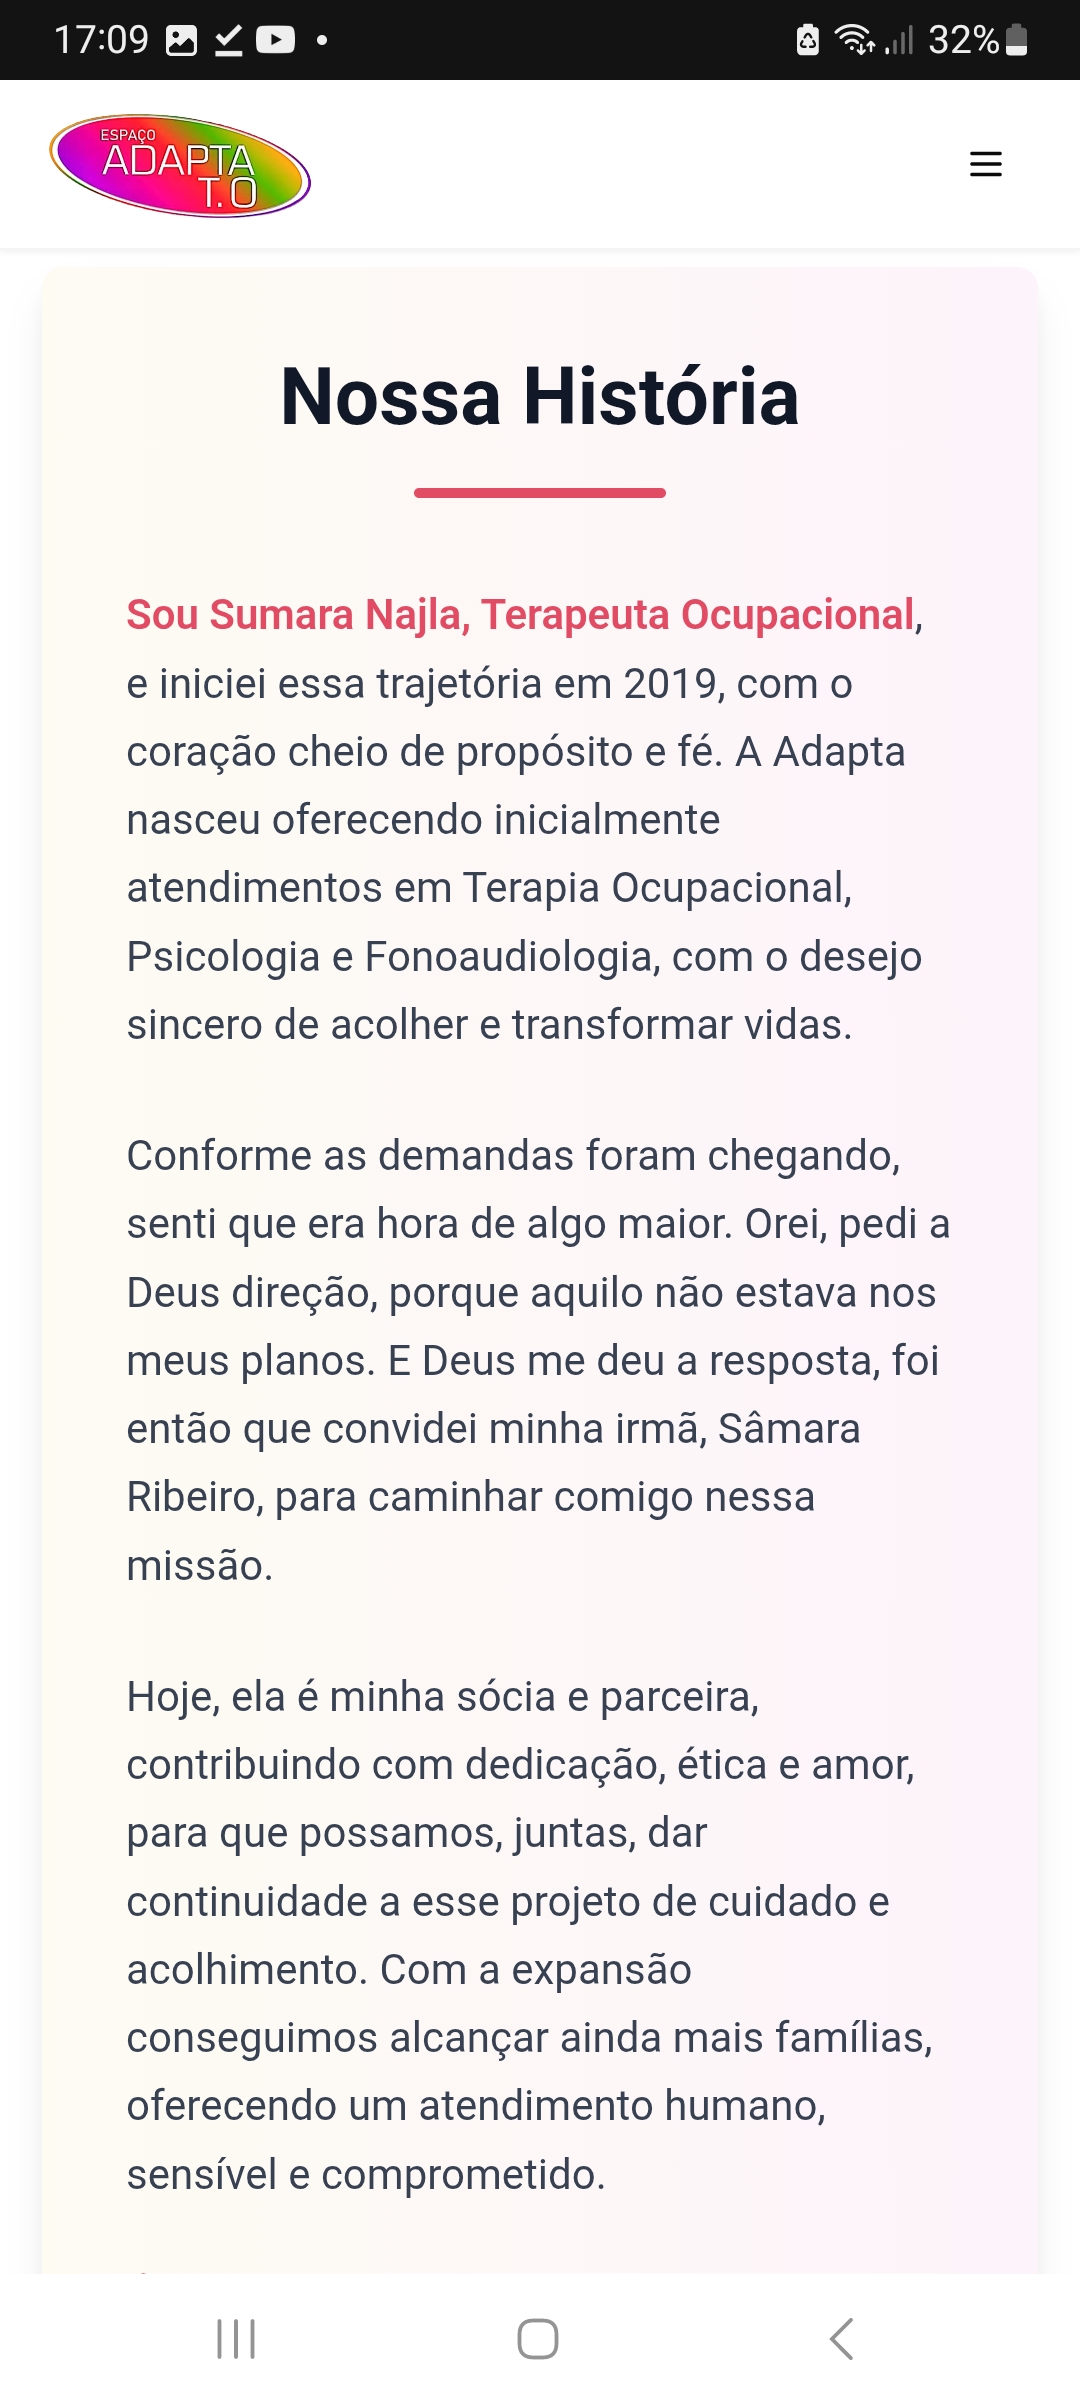 17:09
32%
ESPAÇO
ADAPTA
T.O
Nossa História
Sou Sumara Najla, Terapeuta Ocupacional,
e iniciei essa trajetória em 2019, com o
coração cheio de propósito e fé. A Adapta
nasceu oferecendo inicialmente
atendimentos em Terapia Ocupacional,
Psicologia e Fonoaudiologia, com o desejo
sincero de acolher e transformar vidas.
Conforme as demandas foram chegando,
senti que era hora de algo maior. Orei, pedi a
Deus direção, porque aquilo não estava nos
meus planos. E Deus me deu a resposta, foi
então que convidei minha irmã, Sâmara
Ribeiro, para caminhar comigo nessa
missão.
Hoje, ela é minha sócia e parceira,
contribuindo com dedicação, ética e amor,
para que possamos, juntas, dar
continuidade a esse projeto de cuidado e
acolhimento. Com a expansão
conseguimos alcançar ainda mais famílias,
oferecendo um atendimento humano,
sensível e comprometido.